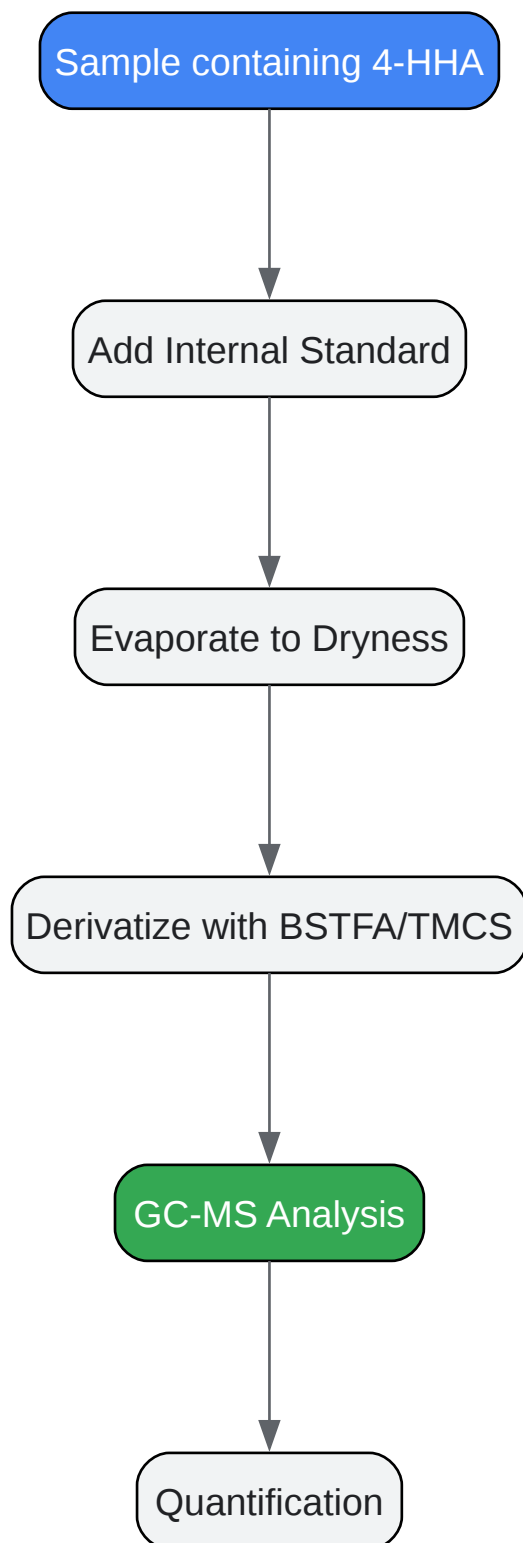 Sample containing 4-HHA
Add Internal Standard
Evaporate to Dryness
Derivatize with BSTFA/TMCS
GC-MS Analysis
Quantification